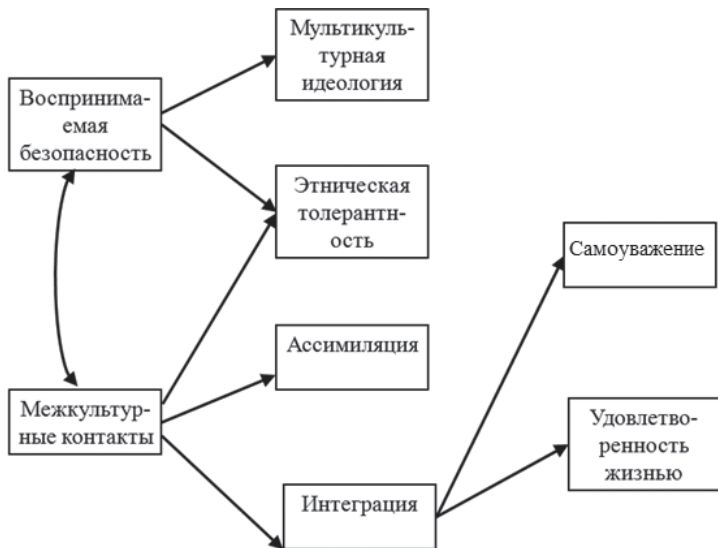 Мультикуль-
турная
идеология
Воспринима-
емая
безопасность
Этническая
толерантн-
ость
Самоуважение
Ассимиляция
Межкультур-
ные контакты
Удовлетво-
ренность
жизнью
Интеграция